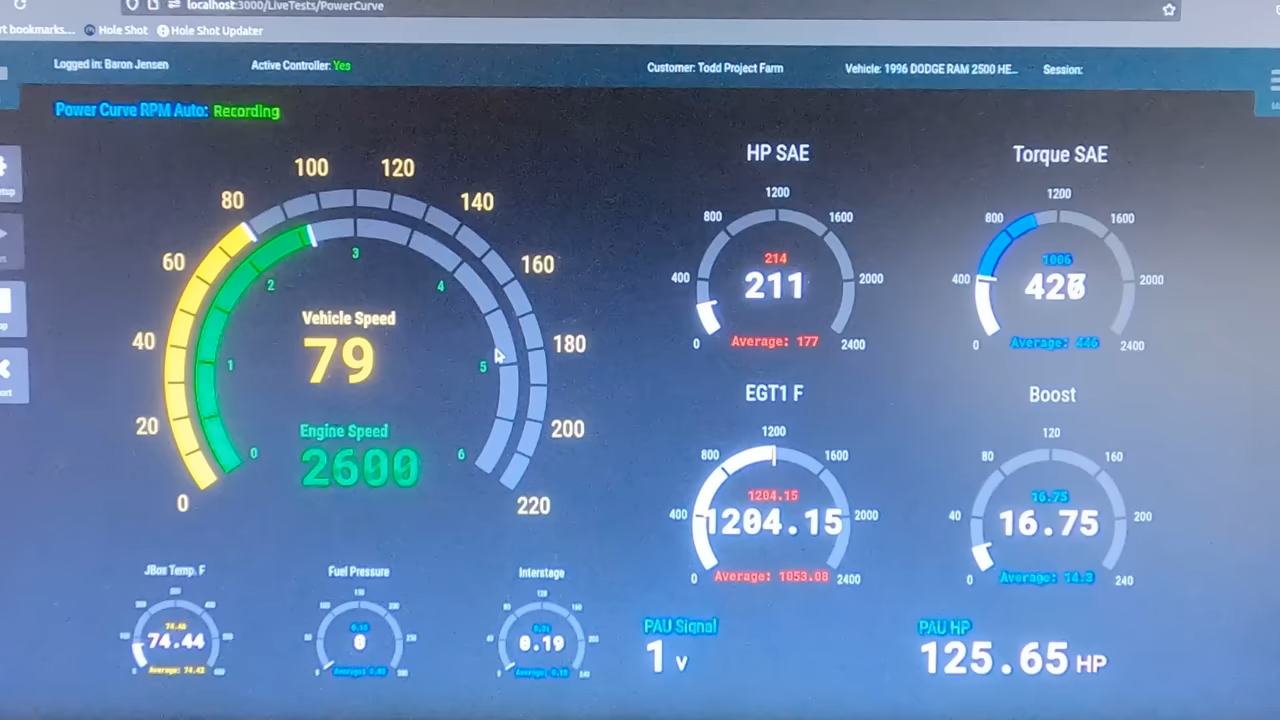 localhost:3000/LiveTests/PowerCurve
rt bookmarks... Hole Shot Hole Shot Updater
Logged in: Baron Jensen Active Controller: Yes Customer: Todd Project Farm Vehicle: 1996 DODGE RAM 2500 HE... Session:
Power Curve RPM Auto: Recording
0 20 40 60 80 100 120 140 160 180 200 220
0 1 2 3 4 5 6
Vehicle Speed
79
Engine Speed
2600
HP SAE
0 400 800 1200 1600 2000 2400
214
211
Average: 177
Torque SAE
0 400 800 1200 1600 2000 2400
1006
Average: 446
EGT1 F
0 400 800 1200 1600 2000 2400
1204.15
1204.15
Average: 1053.08
Boost
0 40 80 120 160 200 240
16.75
16.75
Average: 14.3
JBox Temp. F
74.44
Fuel Pressure
0
Interstage
0.19
PAU Signal
1 V
PAU HP
125.65 HP